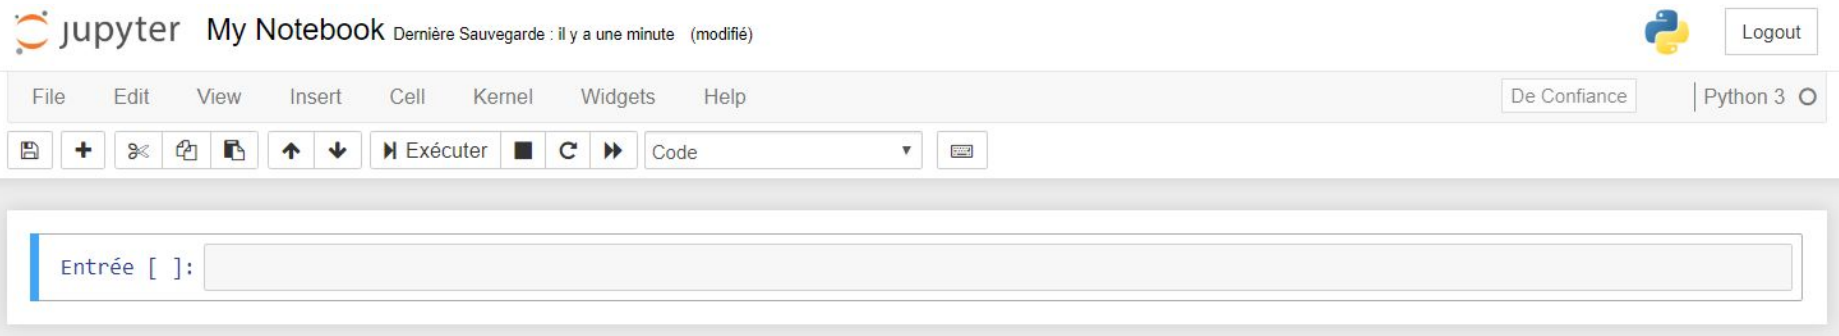 jupyter My Notebook Dernière Sauvegarde : il y a une minute (modifié) Logout
File Edit View Insert Cell Kernel Widgets Help De Confiance Python 3
Exécuter Code
Entrée [ ]: